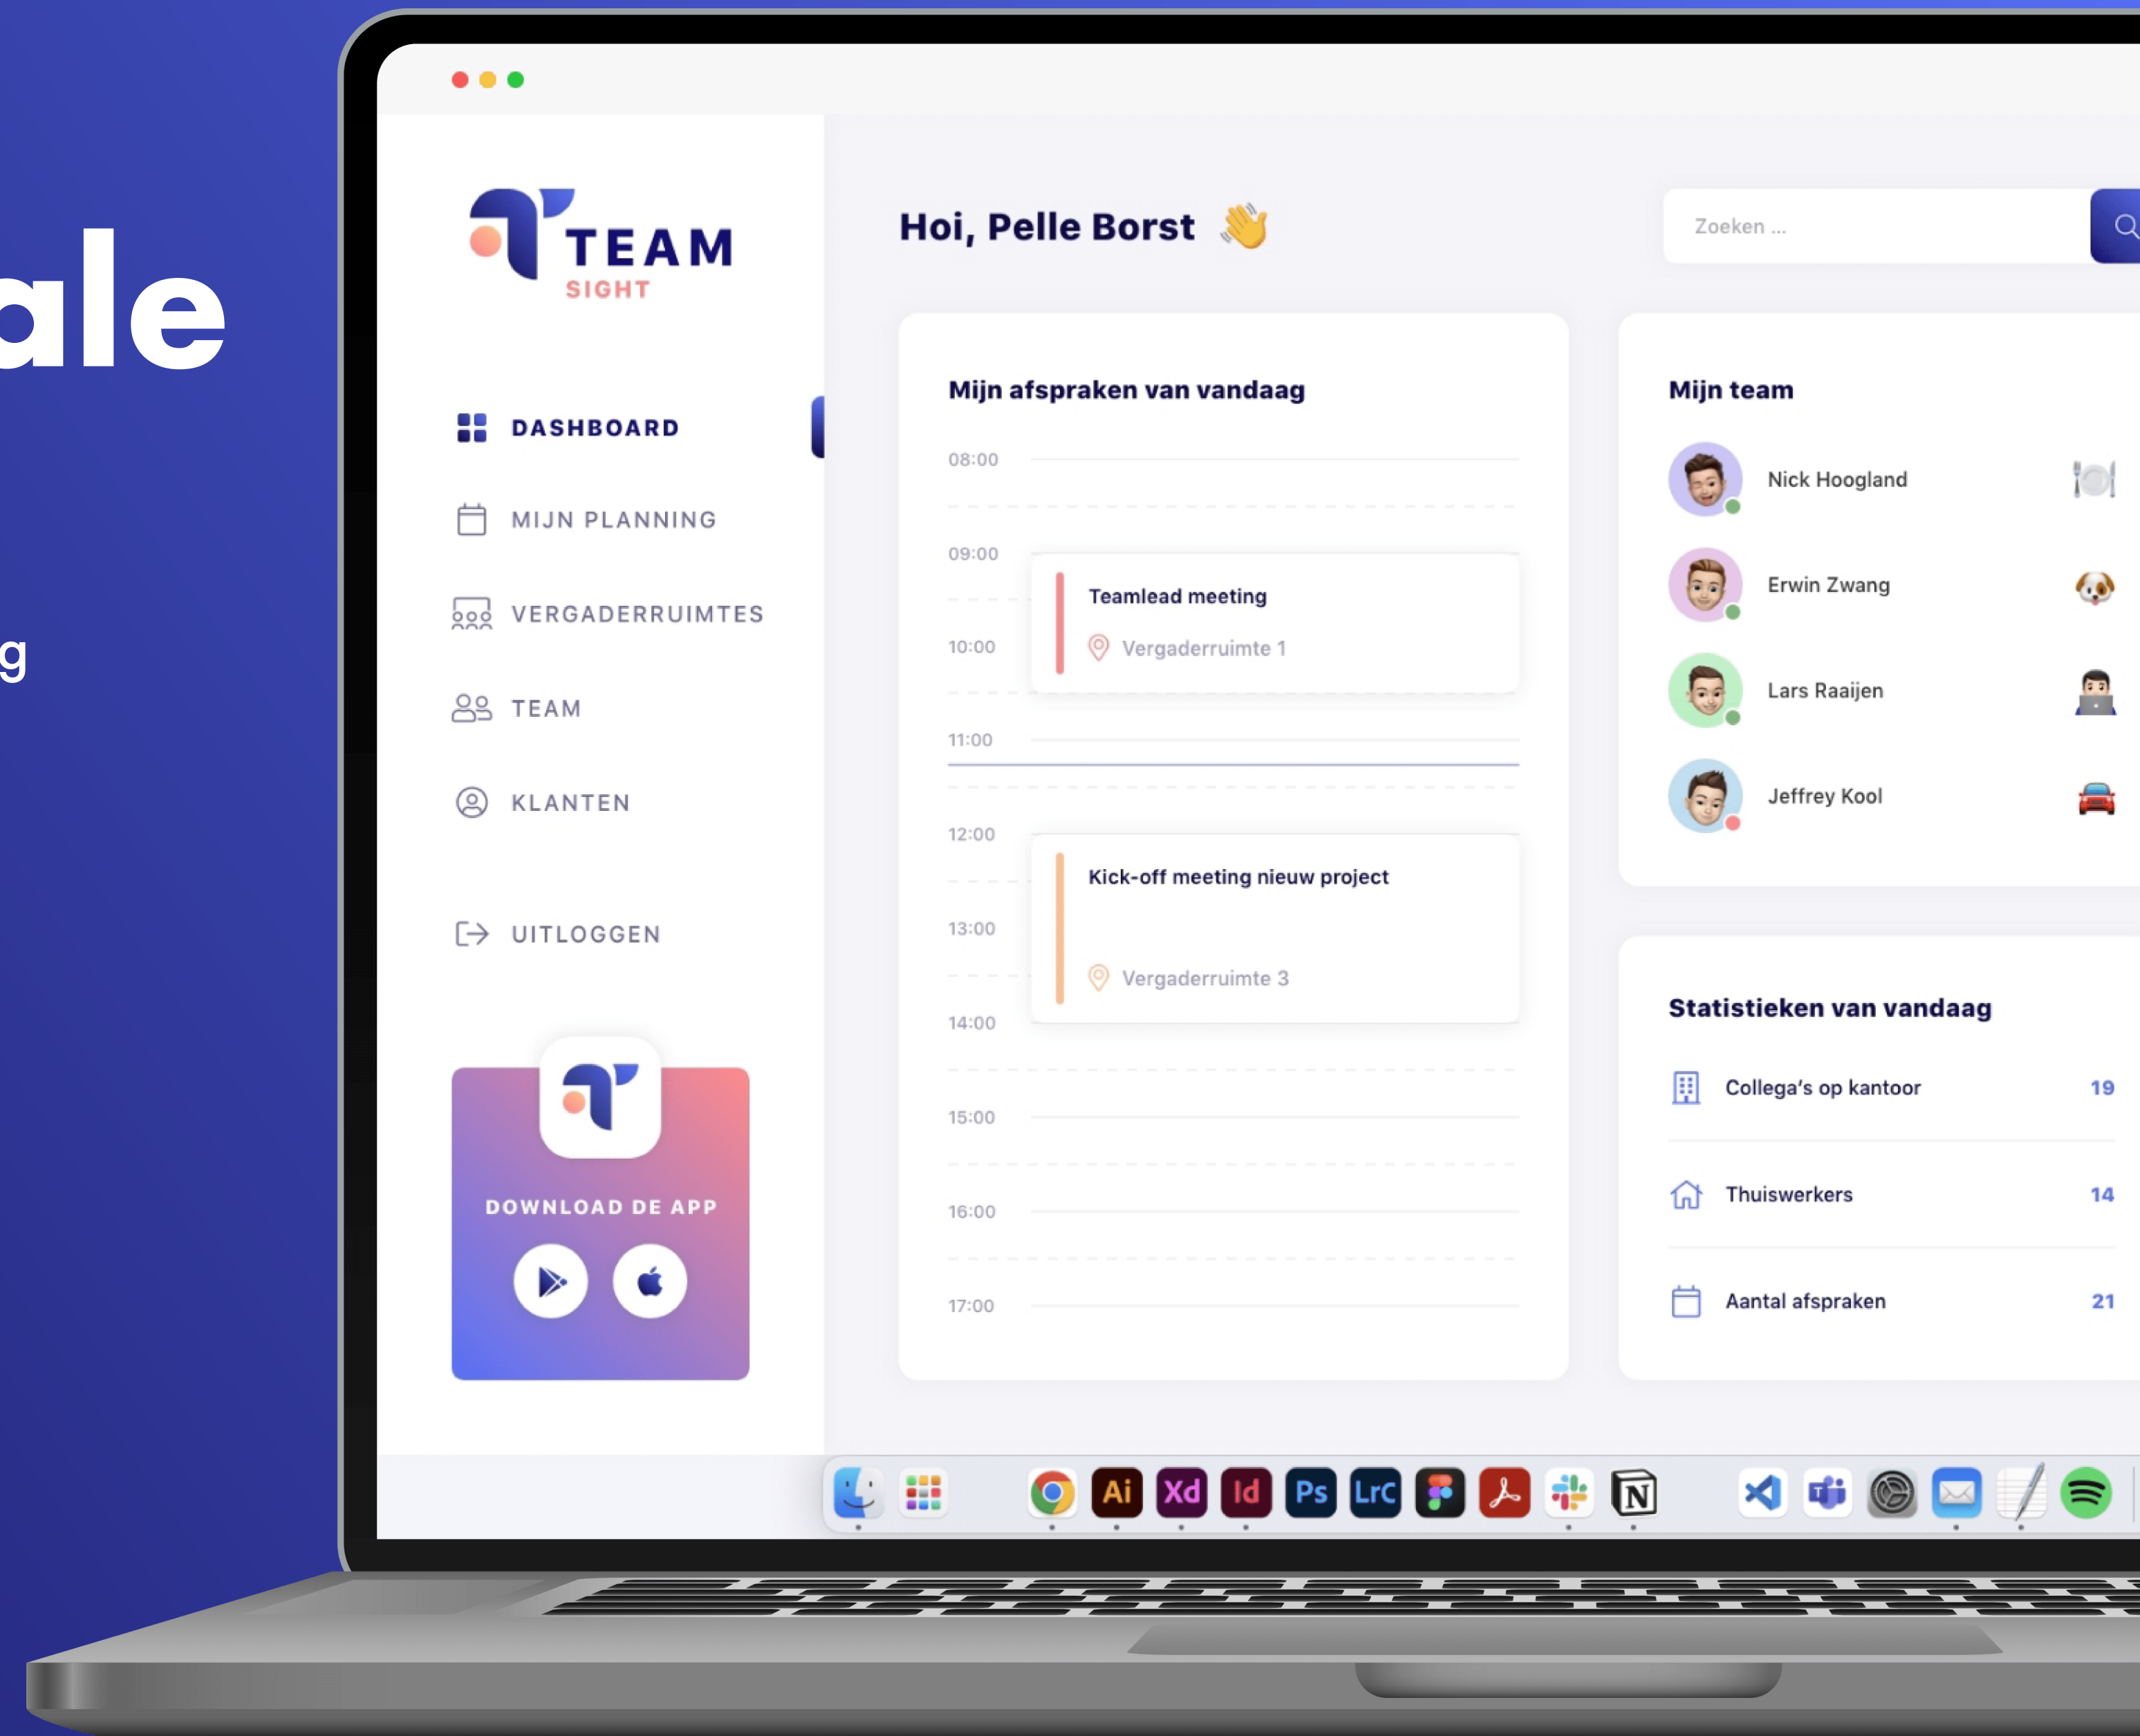 ale
g
TEAM
SIGHT
DASHBOARD
MIJN PLANNING
VERGADERRUIMTES
TEAM
KLANTEN
UITLOGGEN
DOWNLOAD DE APP
Hoi, Pelle Borst
Zoeken ...
Mijn afspraken van vandaag
08:00
09:00
Teamlead meeting
10:00
Vergaderruimte 1
11:00
12:00
Kick-off meeting nieuw project
13:00
Vergaderruimte 3
14:00
15:00
16:00
17:00
Mijn team
Nick Hoogland
Erwin Zwang
Lars Raaijen
Jeffrey Kool
Statistieken van vandaag
Collega's op kantoor 19
Thuiswerkers 14
Aantal afspraken 21
Ai Xd Id Ps LrC N